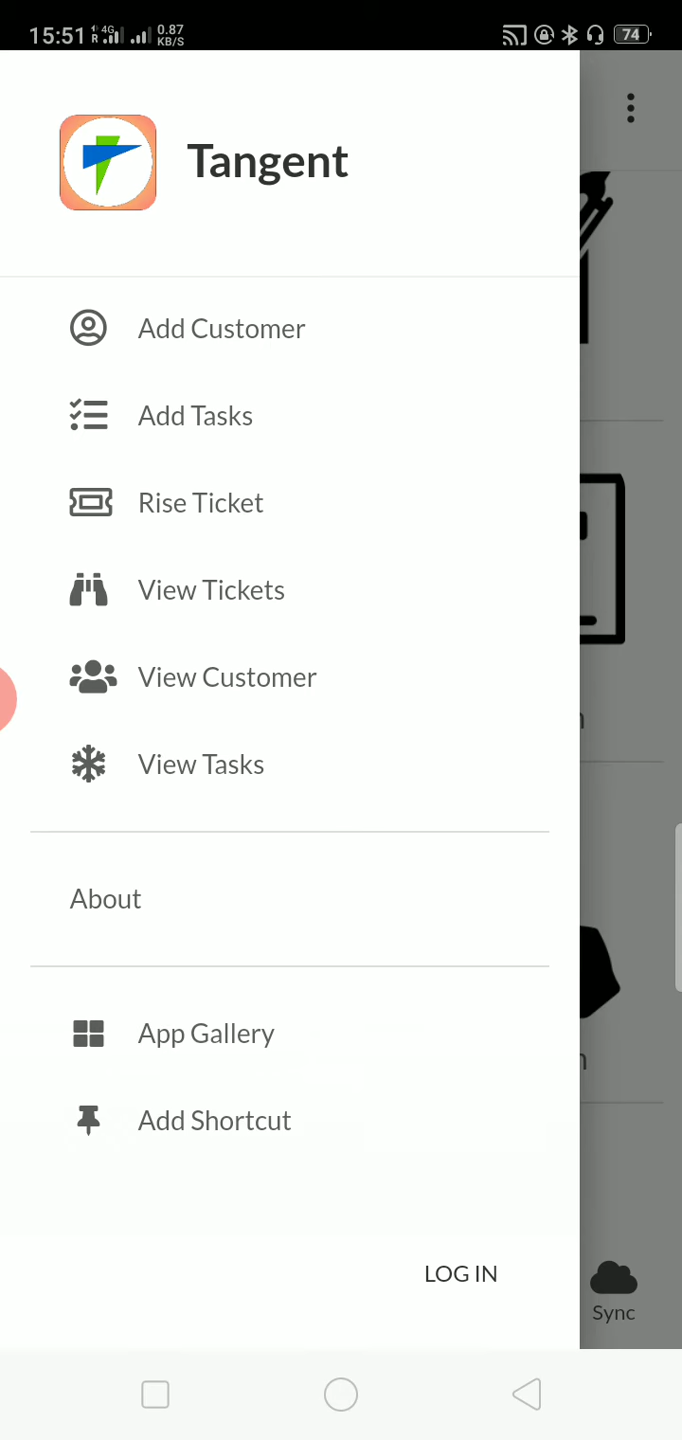 15:51 R 4G 0.87
KB/S 74
Tangent
Add Customer
Add Tasks
Rise Ticket
View Tickets
View Customer
View Tasks
About
App Gallery
Add Shortcut
LOG IN
Sync